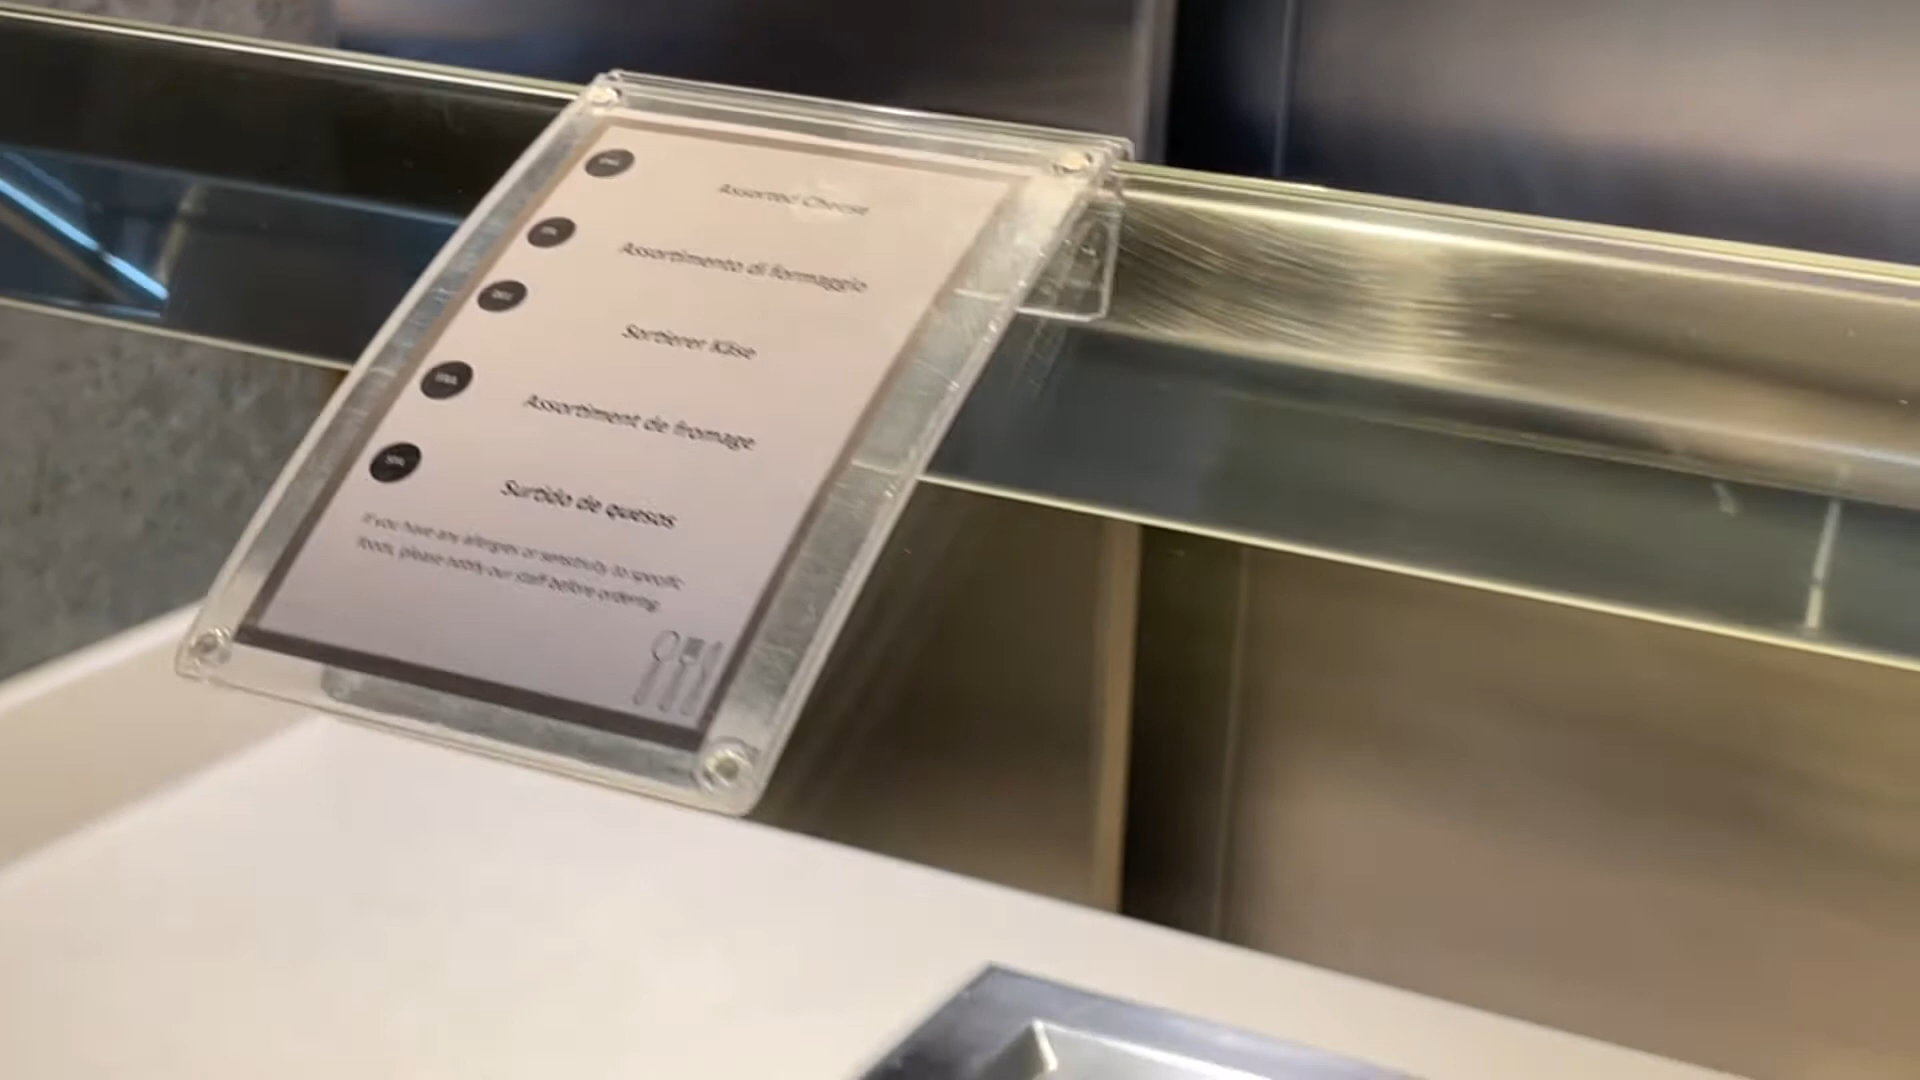 Assorted Cheese
Assortimento di formaggio
Sortierer Käse
Assortiment de fromage
Surtido de quesos
If you have any allergies or sensitivity to specific
foods, please notify our staff before ordering.